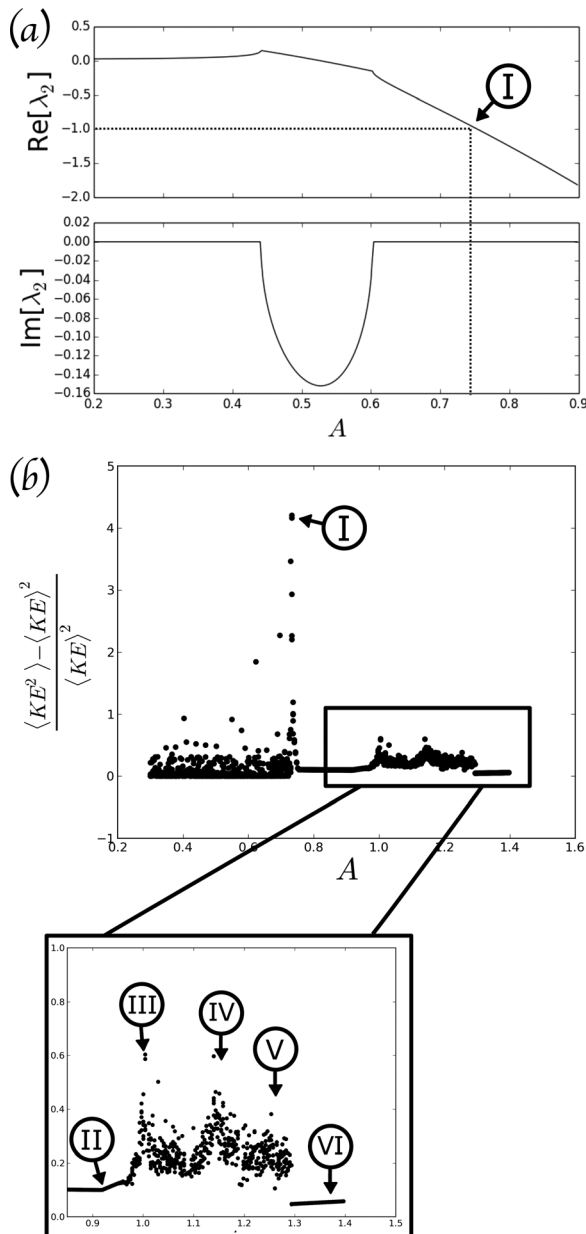 (a)
Re[λ₂]
0.5
0.0
−0.5
−1.0
−1.5
−2.0
I
Im[λ₂]
0.02
0.00
−0.02
−0.04
−0.06
−0.08
−0.10
−0.12
−0.14
−0.16
0.2 0.3 0.4 0.5 0.6 0.7 0.8 0.9
A
(b)
⟨KE²⟩−⟨KE⟩²
⟨KE⟩²
5
4
3
2
1
0
−1
I
0.2 0.4 0.6 0.8 1.0 1.2 1.4 1.6
A
1.0
0.8
0.6
0.4
0.2
0.0
III
IV
V
II
VI
0.9 1.0 1.1 1.2 1.3 1.4 1.5